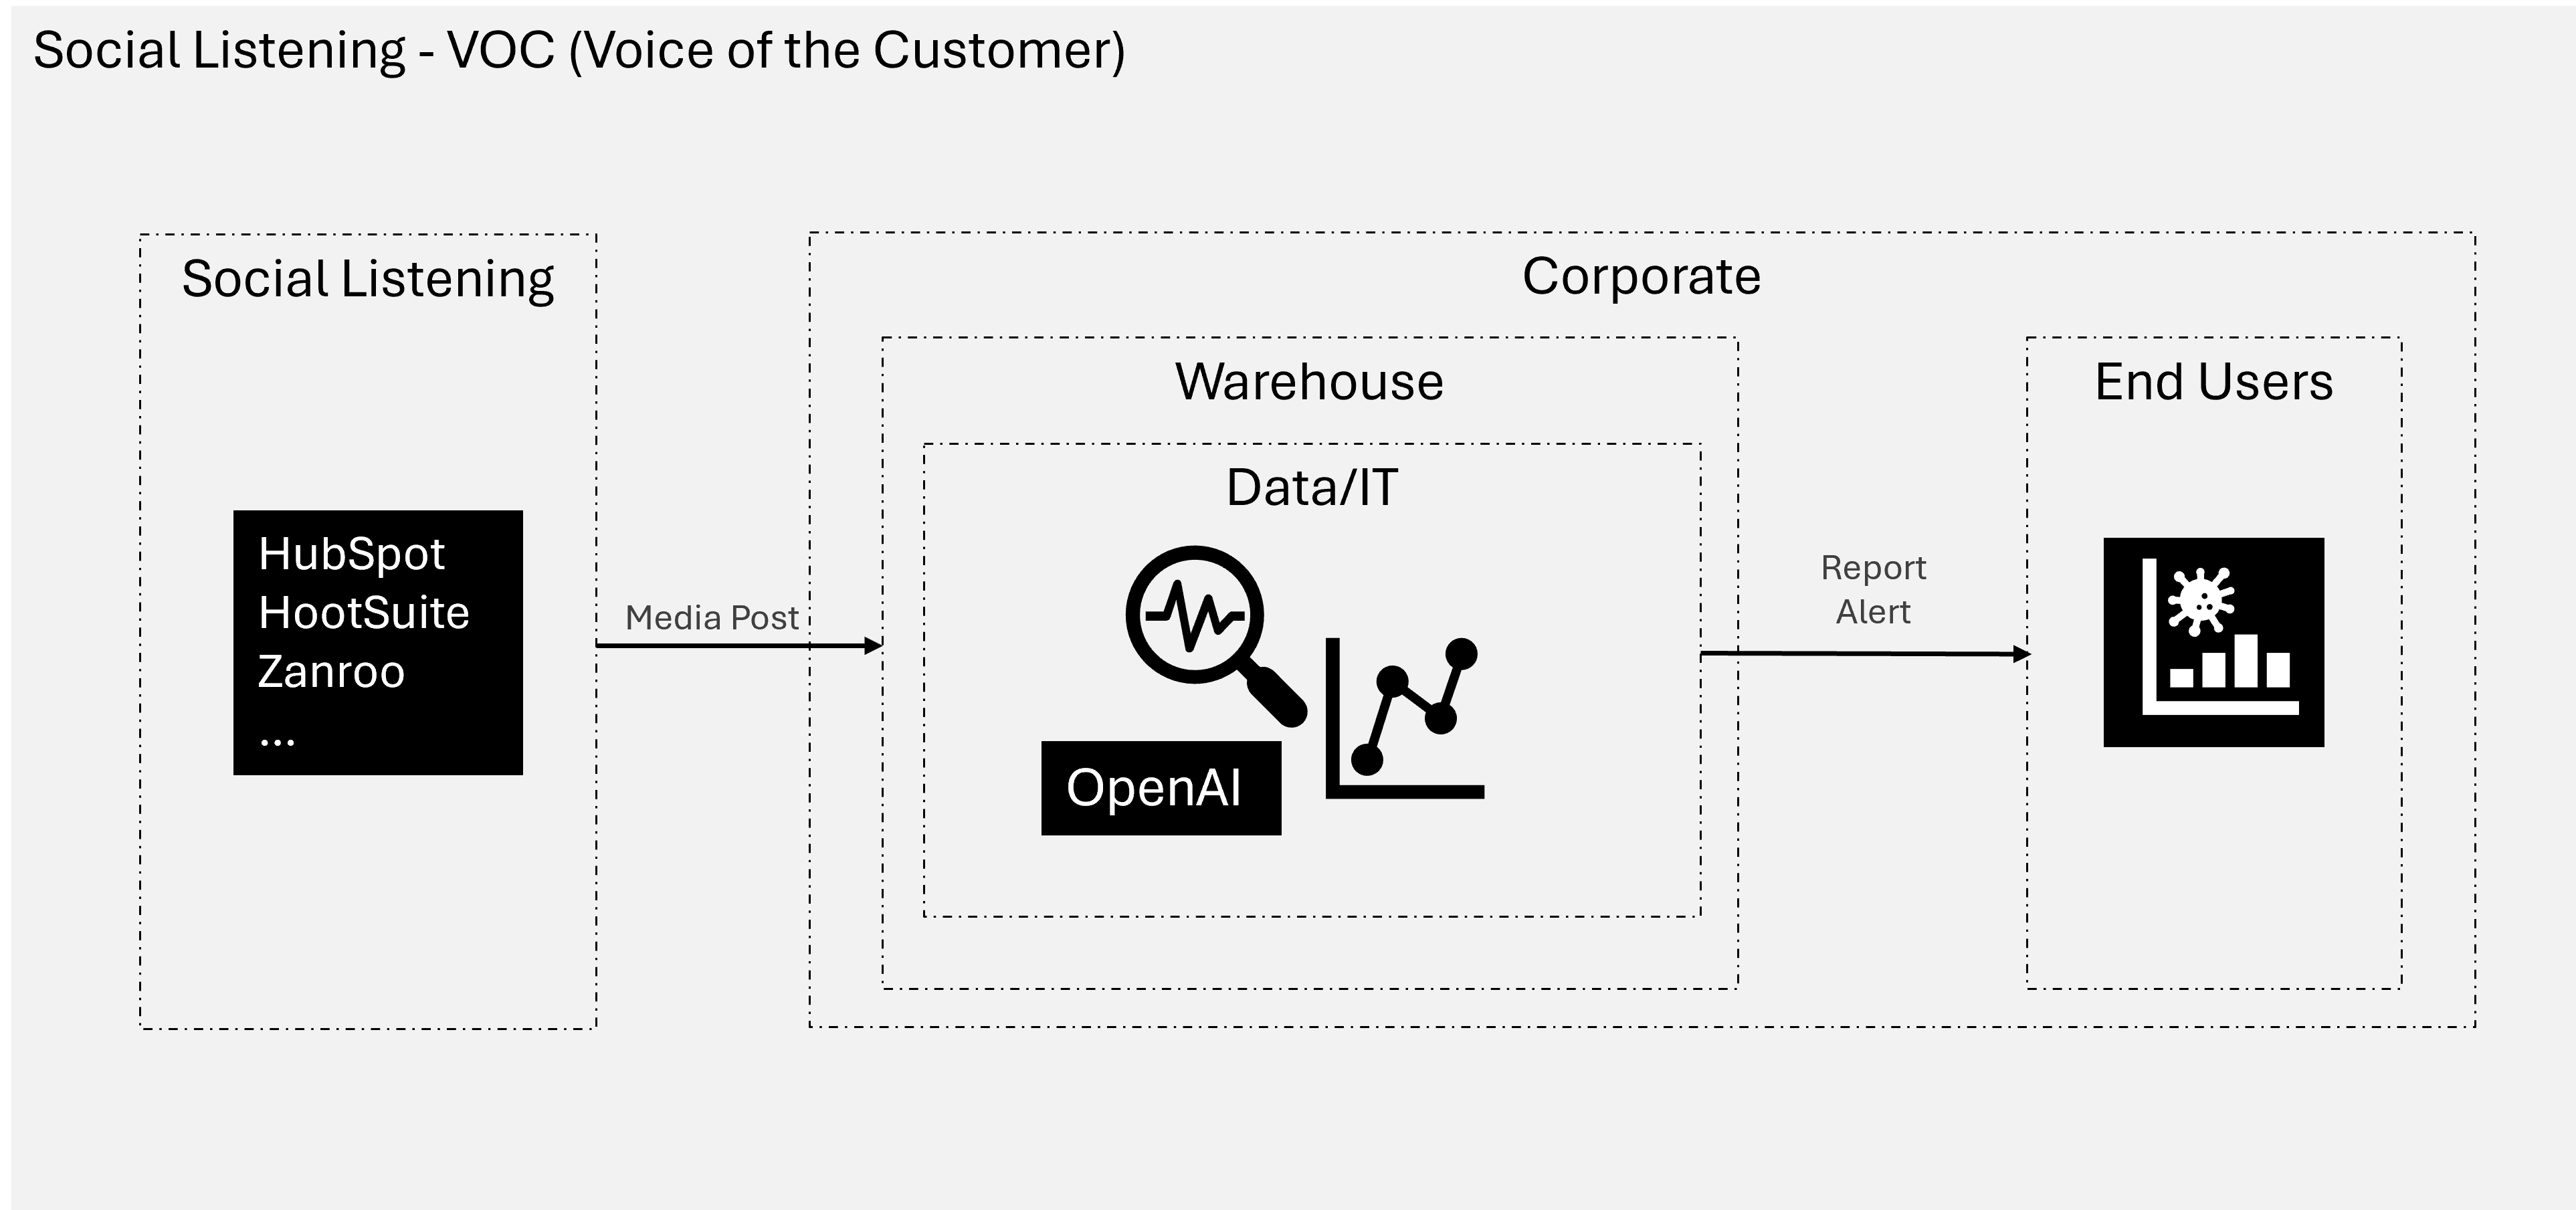 Social Listening - VOC (Voice of the Customer)
Social Listening
HubSpot
HootSuite
Zanroo
...
Media Post
Corporate
Warehouse
Data/IT
OpenAI
Report
Alert
End Users